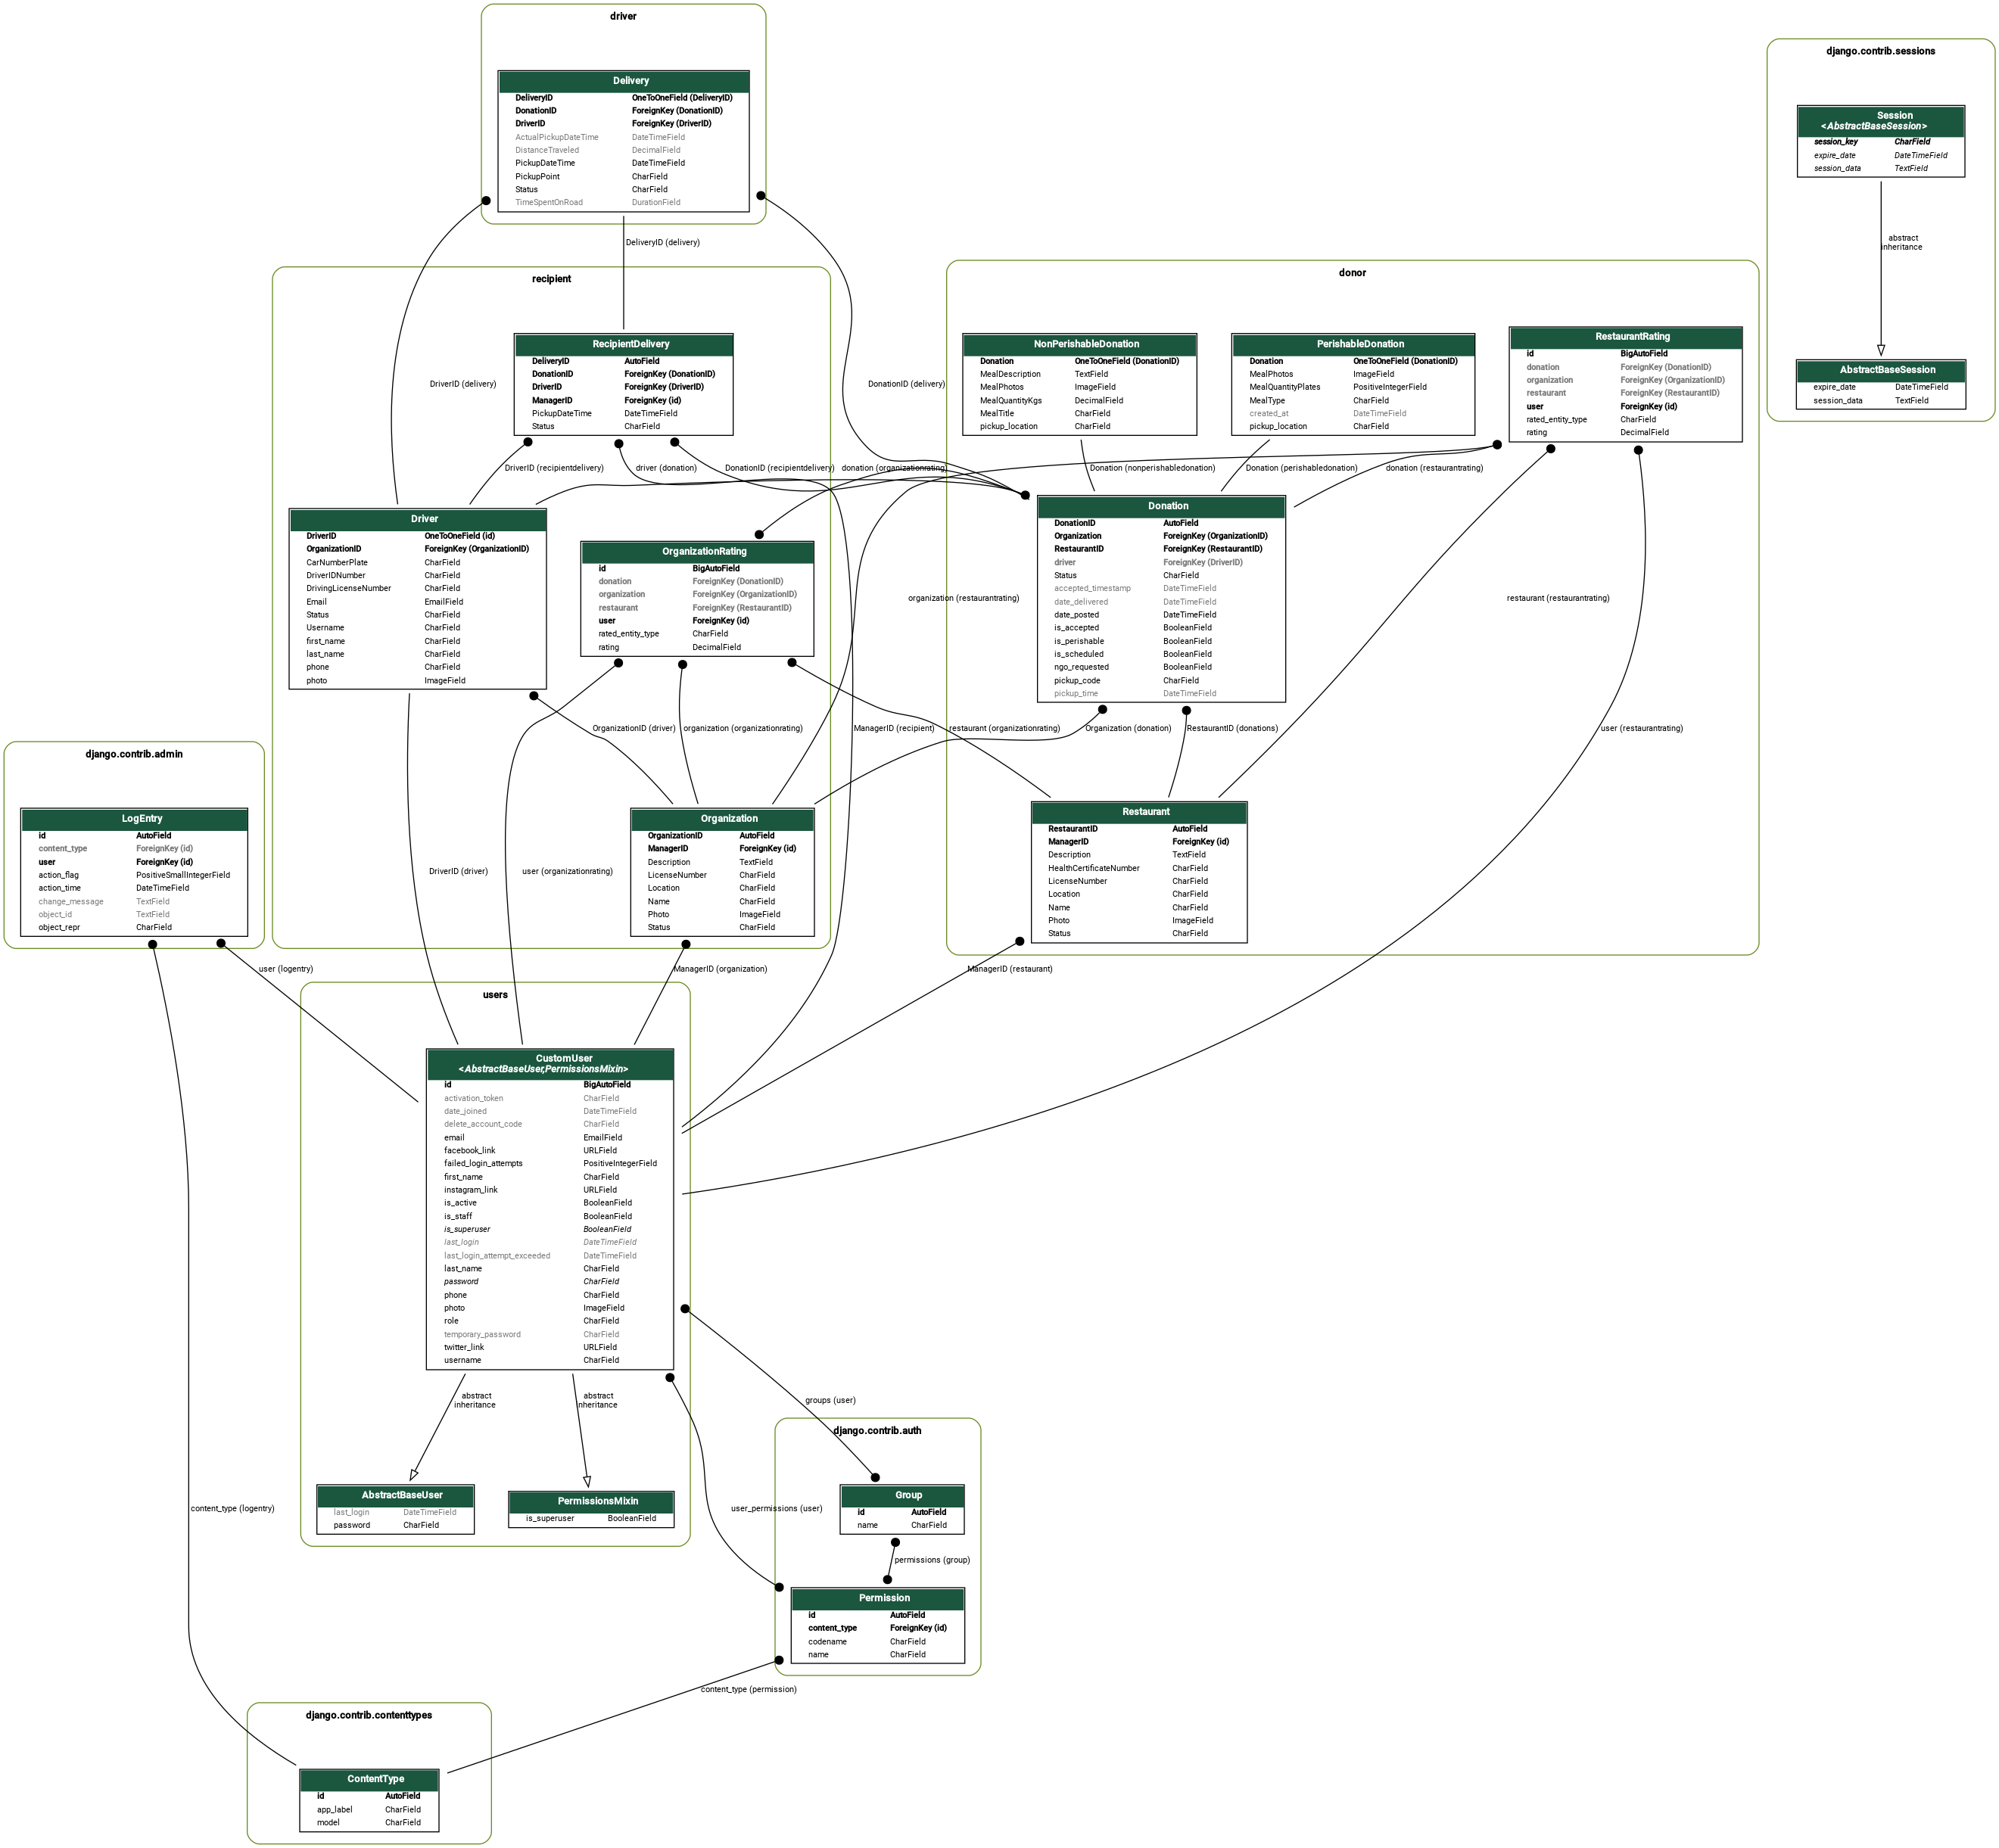 driver
Delivery
DeliveryID OneToOneField (DeliveryID)
DonationID ForeignKey (DonationID)
DriverID ForeignKey (DriverID)
ActualPickupDateTime DateTimeField
DistanceTraveled DecimalField
PickupDateTime DateTimeField
PickupPoint CharField
Status CharField
TimeSpentOnRoad DurationField
django.contrib.sessions
Session
<AbstractBaseSession>
session_key CharField
expire_date DateTimeField
session_data TextField
abstract
inheritance
AbstractBaseSession
expire_date DateTimeField
session_data TextField
DeliveryID (delivery)
DriverID (delivery)
DonationID (delivery)
recipient
RecipientDelivery
DeliveryID AutoField
DonationID ForeignKey (DonationID)
DriverID ForeignKey (DriverID)
ManagerID ForeignKey (id)
PickupDateTime DateTimeField
Status CharField
donor
NonPerishableDonation
Donation OneToOneField (DonationID)
MealDescription TextField
MealPhotos ImageField
MealQuantityKgs DecimalField
MealTitle CharField
pickup_location CharField
PerishableDonation
Donation OneToOneField (DonationID)
MealPhotos ImageField
MealQuantityPlates PositiveIntegerField
MealType CharField
created_at DateTimeField
pickup_location CharField
RestaurantRating
id BigAutoField
donation ForeignKey (DonationID)
organization ForeignKey (OrganizationID)
restaurant ForeignKey (RestaurantID)
user ForeignKey (id)
rated_entity_type CharField
rating DecimalField
DriverID (recipientdelivery)
driver (donation)
DonationID (recipientdelivery)
donation (organizationrating)
Donation (nonperishabledonation)
Donation (perishabledonation)
donation (restaurantrating)
Driver
DriverID OneToOneField (id)
OrganizationID ForeignKey (OrganizationID)
CarNumberPlate CharField
DriverIDNumber CharField
DrivingLicenseNumber CharField
Email EmailField
Status CharField
Username CharField
first_name CharField
last_name CharField
phone CharField
photo ImageField
OrganizationRating
id BigAutoField
donation ForeignKey (DonationID)
organization ForeignKey (OrganizationID)
restaurant ForeignKey (RestaurantID)
user ForeignKey (id)
rated_entity_type CharField
rating DecimalField
Donation
DonationID AutoField
Organization ForeignKey (OrganizationID)
RestaurantID ForeignKey (RestaurantID)
driver ForeignKey (DriverID)
Status CharField
accepted_timestamp DateTimeField
date_delivered DateTimeField
date_posted DateTimeField
is_accepted BooleanField
is_perishable BooleanField
is_scheduled BooleanField
ngo_requested BooleanField
pickup_code CharField
pickup_time DateTimeField
organization (restaurantrating)
restaurant (restaurantrating)
OrganizationID (driver)
organization (organizationrating)
ManagerID (recipient)
restaurant (organizationrating)
Organization (donation)
RestaurantID (donations)
user (restaurantrating)
django.contrib.admin
LogEntry
id AutoField
content_type ForeignKey (id)
user ForeignKey (id)
action_flag PositiveSmallIntegerField
action_time DateTimeField
change_message TextField
object_id TextField
object_repr CharField
DriverID (driver)
user (organizationrating)
Organization
OrganizationID AutoField
ManagerID ForeignKey (id)
Description TextField
LicenseNumber CharField
Location CharField
Name CharField
Photo ImageField
Status CharField
Restaurant
RestaurantID AutoField
ManagerID ForeignKey (id)
Description TextField
HealthCertificateNumber CharField
LicenseNumber CharField
Location CharField
Name CharField
Photo ImageField
Status CharField
user (logentry)
ManagerID (organization)
ManagerID (restaurant)
users
CustomUser
<AbstractBaseUser,PermissionsMixin>
id BigAutoField
activation_token CharField
date_joined DateTimeField
delete_account_code CharField
email EmailField
facebook_link URLField
failed_login_attempts PositiveIntegerField
first_name CharField
instagram_link URLField
is_active BooleanField
is_staff BooleanField
is_superuser BooleanField
last_login DateTimeField
last_login_attempt_exceeded DateTimeField
last_name CharField
password CharField
phone CharField
photo ImageField
role CharField
temporary_password CharField
twitter_link URLField
username CharField
abstract
inheritance
abstract
inheritance
groups (user)
AbstractBaseUser
last_login DateTimeField
password CharField
PermissionsMixin
is_superuser BooleanField
content_type (logentry)
user_permissions (user)
django.contrib.auth
Group
id AutoField
name CharField
permissions (group)
Permission
id AutoField
content_type ForeignKey (id)
codename CharField
name CharField
content_type (permission)
django.contrib.contenttypes
ContentType
id AutoField
app_label CharField
model CharField